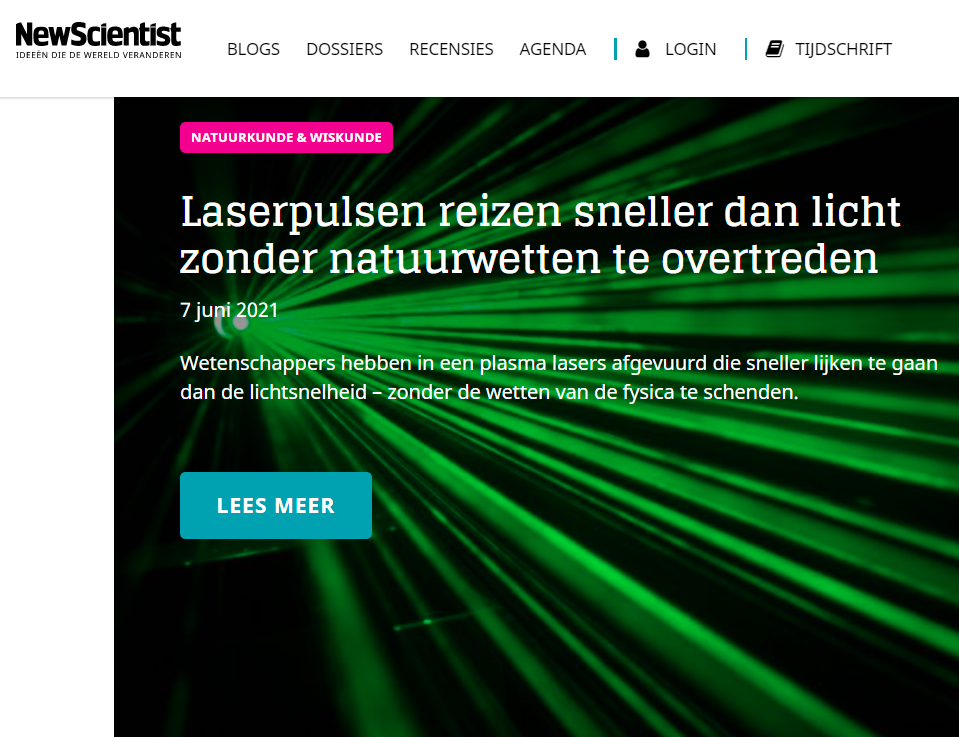 NewScientist
IDEEËN DIE DE WERELD VERANDEREN
BLOGS DOSSIERS RECENSIES AGENDA LOGIN TIJDSCHRIFT
NATUURKUNDE & WISKUNDE
Laserpulsen reizen sneller dan licht
zonder natuurwetten te overtreden
7 juni 2021
Wetenschappers hebben in een plasma lasers afgevuurd die sneller lijken te gaan
dan de lichtsnelheid – zonder de wetten van de fysica te schenden.
LEES MEER